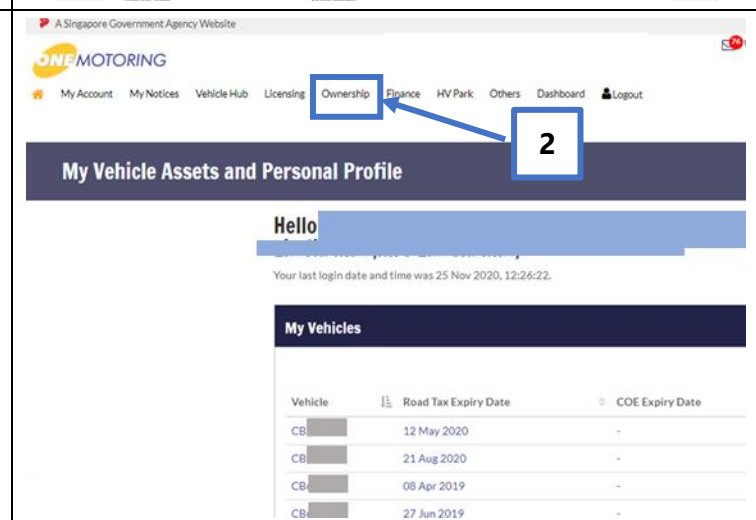 A Singapore Government Agency Website
ONE MOTORING
76
My Account My Notices Vehicle Hub Licensing Ownership Finance HV Park Others Dashboard Logout
2
My Vehicle Assets and Personal Profile
Hello
Your last login date and time was 25 Nov 2020, 12:26:22.
My Vehicles
Vehicle Road Tax Expiry Date COE Expiry Date
CB 12 May 2020 -
CB 21 Aug 2020 -
CB 08 Apr 2019 -
CB 27 Jun 2019 -